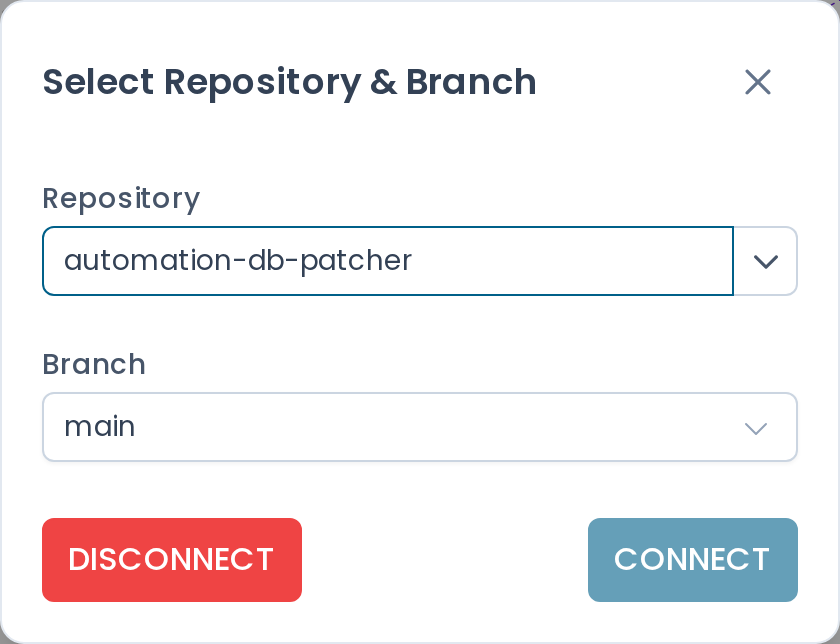 Select Repository & Branch
Repository
automation-db-patcher
Branch
main
DISCONNECT
CONNECT